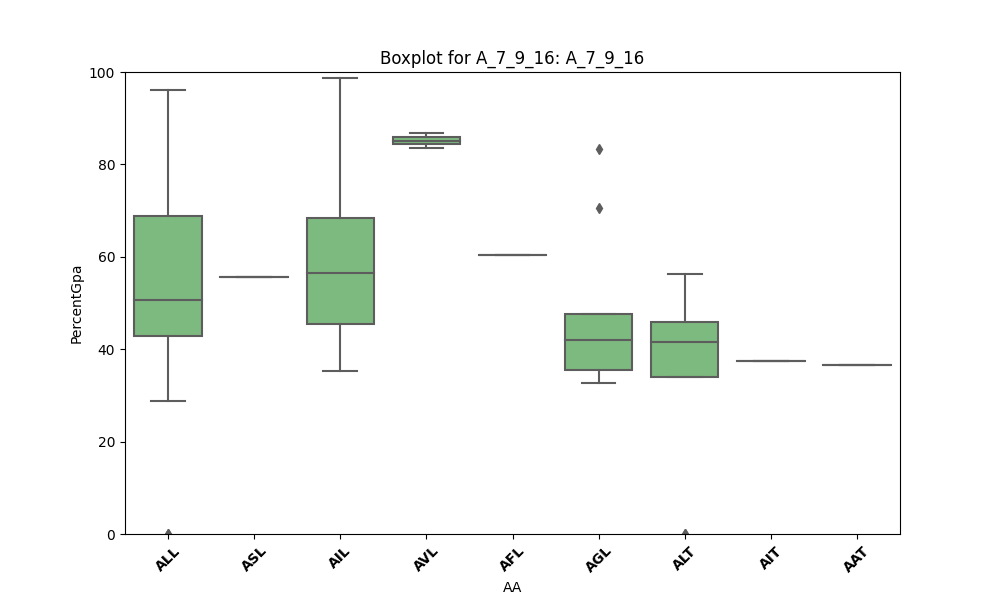 Boxplot for A_7_9_16: A_7_9_16
PercentGpa
100
80
60
40
20
0
ALL
ASL
AIL
AVL
AFL
AGL
ALT
AIT
AAT
AA